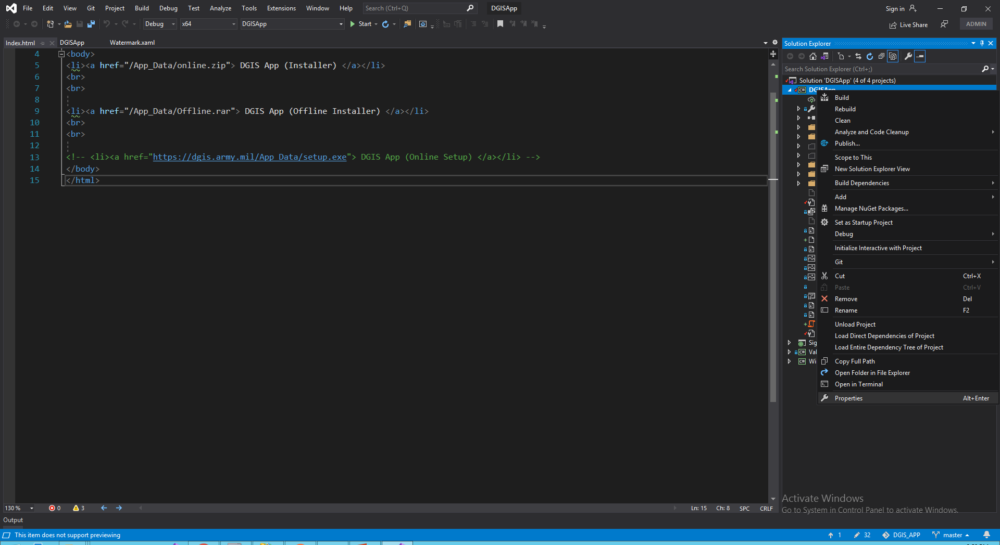 File Edit View Git Project Build Debug Test Analyze Tools Extensions Window Help Search (Ctrl+Q) DGISApp Sign in
Debug x64 DGISApp Start Live Share ADMIN
Index.html DGISApp Watermark.xaml
4 <body>
5 <li><a href="/App_Data/online.zip"> DGIS App (Installer) </a></li>
6 <br>
7 <br>
8
9 <li><a href="/App_Data/Offline.rar"> DGIS App (Offline Installer) </a></li>
10 <br>
11 <br>
12
13 <!-- <li><a href="https://dgis.army.mil/App_Data/setup.exe"> DGIS App (Online Setup) </a></li> -->
14 </body>
15 </html>
Solution Explorer
Search Solution Explorer (Ctrl+;)
Solution 'DGISApp' (4 of 4 projects)
DGISApp
Sig
Val
Wi
Build
Rebuild
Clean
Analyze and Code Cleanup
Publish...
Scope to This
New Solution Explorer View
Build Dependencies
Add
Manage NuGet Packages...
Set as Startup Project
Debug
Initialize Interactive with Project
Git
Cut Ctrl+X
Paste Ctrl+V
Remove Del
Rename F2
Unload Project
Load Direct Dependencies of Project
Load Entire Dependency Tree of Project
Copy Full Path
Open Folder in File Explorer
Open in Terminal
Properties Alt+Enter
Activate Windows
Go to System in Control Panel to activate Windows.
130 % 0 3 Ln: 15 Ch: 8 SPC CRLF
Output
This item does not support previewing 1 32 DGIS_APP master